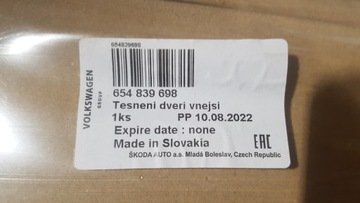 654839698
VOLKSWAGEN
GROUP
654 839 698
Tesneni dveri vnejsi
1ks PP 10.08.2022
Expire date : none
Made in Slovakia
EAC
ŠKODA AUTO a.s. Mladá Boleslav, Czech Republic